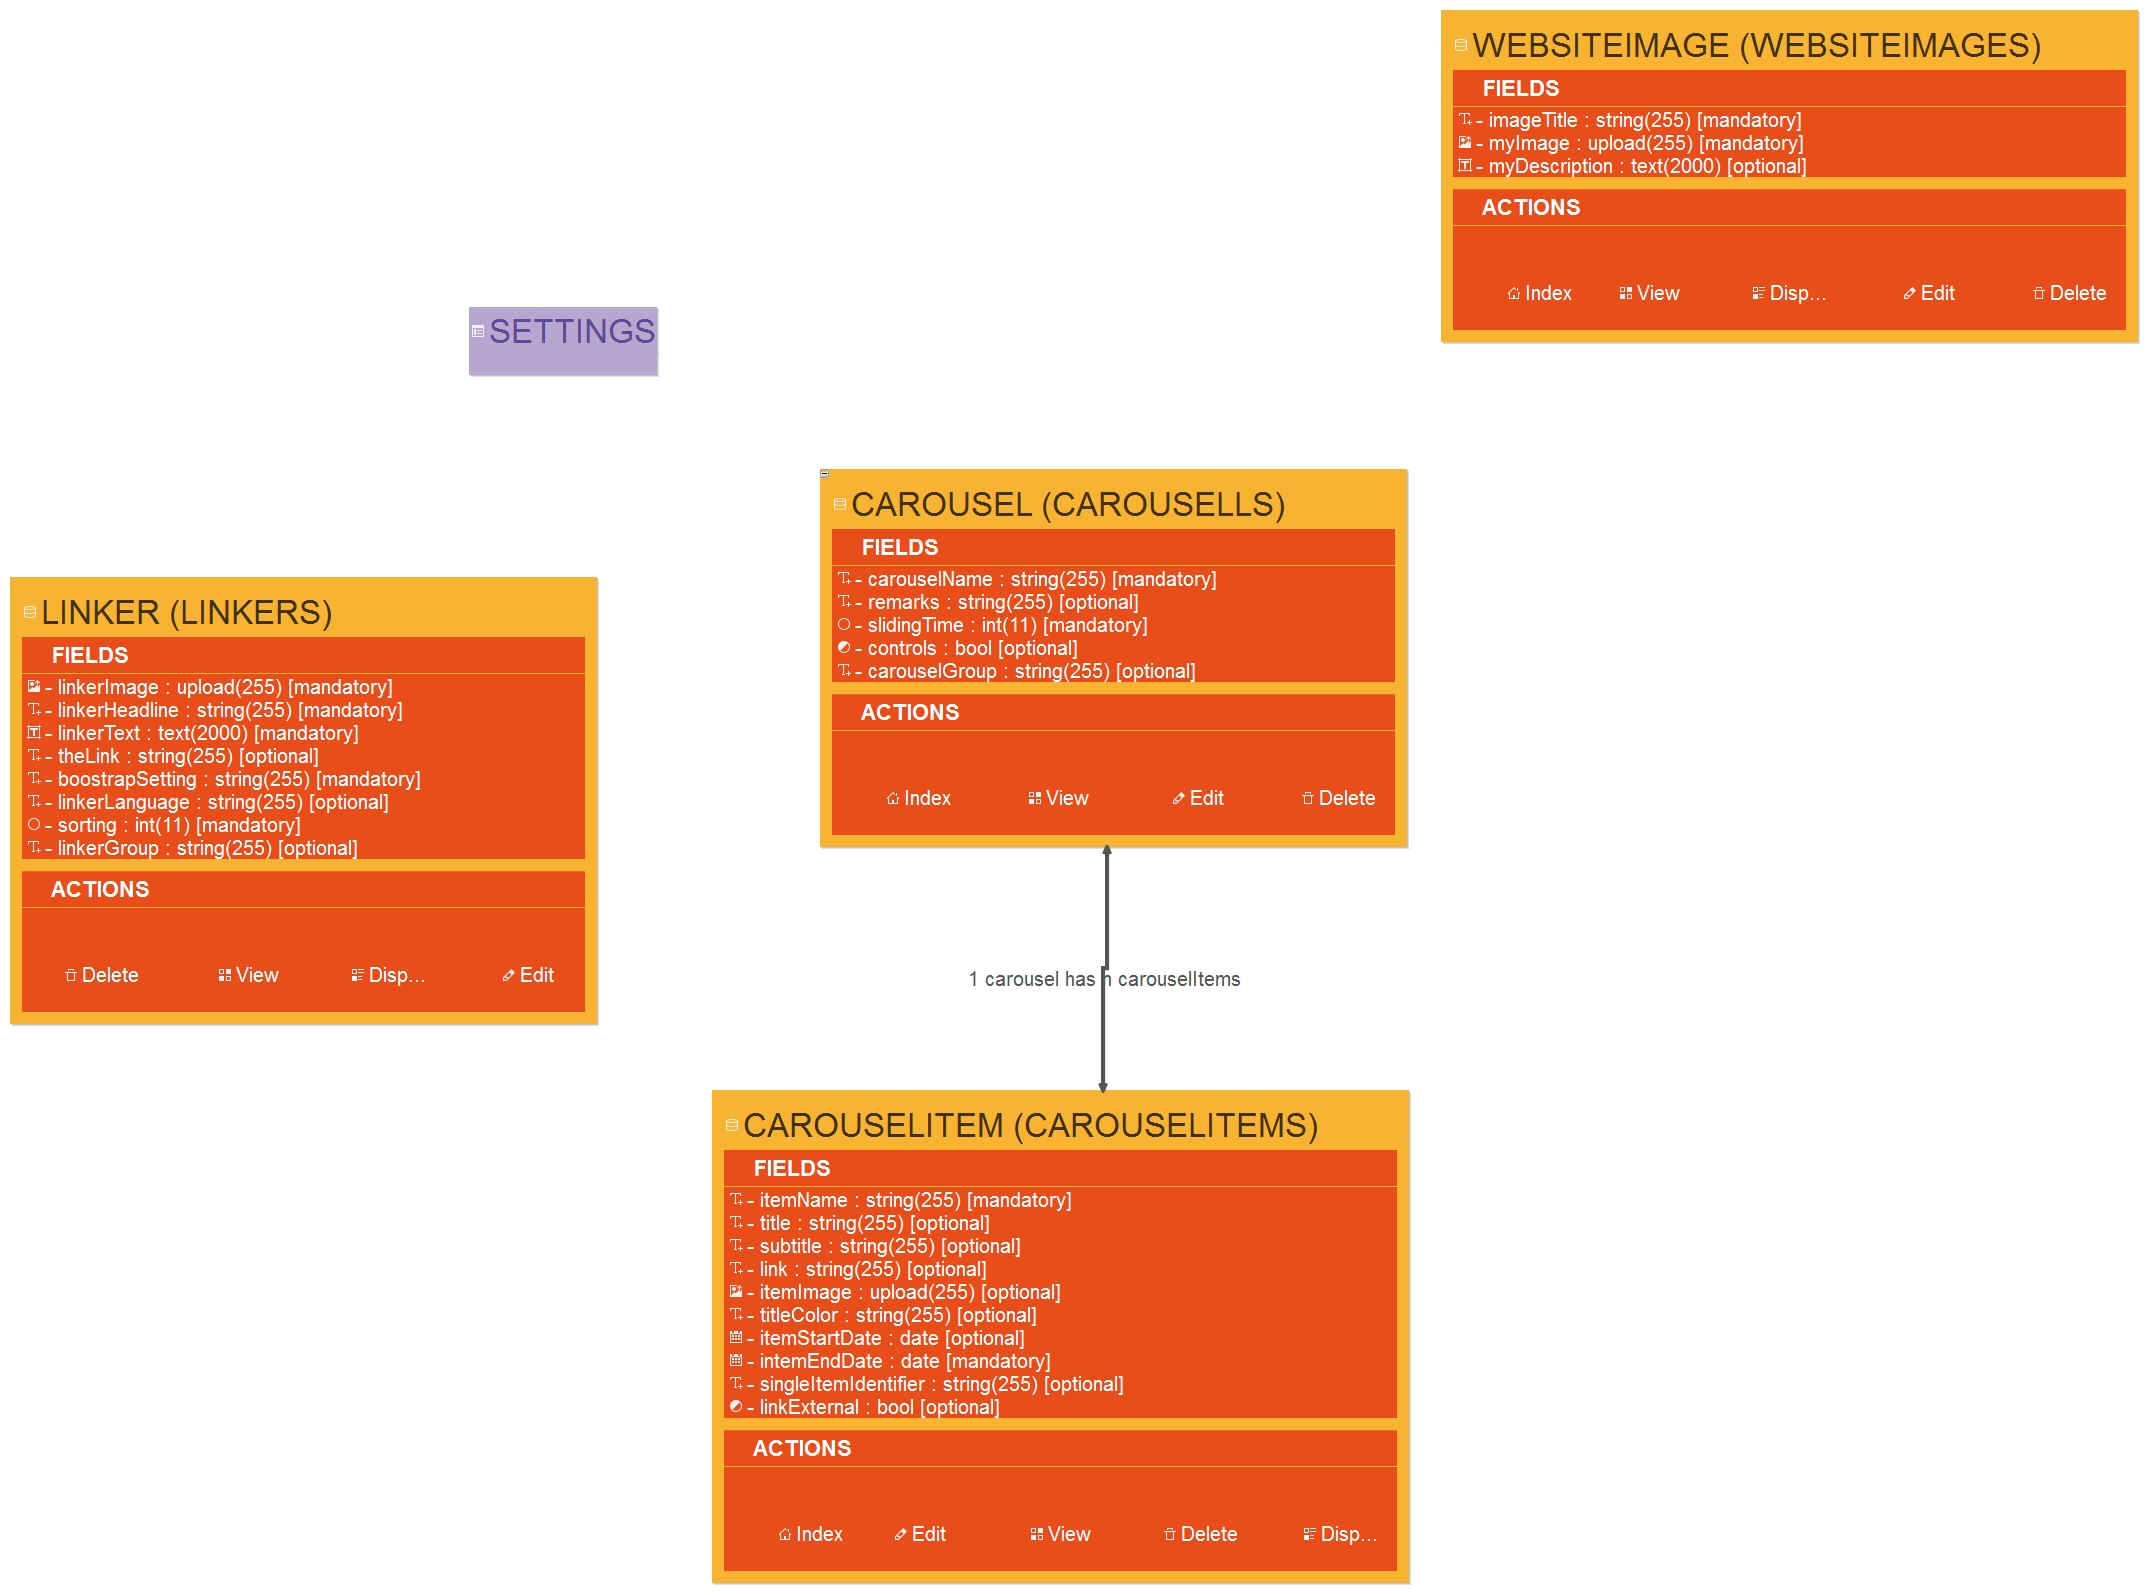 WEBSITEIMAGE (WEBSITEIMAGES)
FIELDS
- imageTitle : string(255) [mandatory]
- myImage : upload(255) [mandatory]
- myDescription : text(2000) [optional]
ACTIONS
Index View Disp... Edit Delete
SETTINGS
CAROUSEL (CAROUSELLS)
FIELDS
- carouselName : string(255) [mandatory]
- remarks : string(255) [optional]
- slidingTime : int(11) [mandatory]
- controls : bool [optional]
- carouselGroup : string(255) [optional]
ACTIONS
Index View Edit Delete
LINKER (LINKERS)
FIELDS
- linkerImage : upload(255) [mandatory]
- linkerHeadline : string(255) [mandatory]
- linkerText : text(2000) [mandatory]
- theLink : string(255) [optional]
- boostrapSetting : string(255) [mandatory]
- linkerLanguage : string(255) [optional]
- sorting : int(11) [mandatory]
- linkerGroup : string(255) [optional]
ACTIONS
Delete View Disp... Edit
1 carousel has n carouselItems
CAROUSELITEM (CAROUSELITEMS)
FIELDS
- itemName : string(255) [mandatory]
- title : string(255) [optional]
- subtitle : string(255) [optional]
- link : string(255) [optional]
- itemImage : upload(255) [optional]
- titleColor : string(255) [optional]
- itemStartDate : date [optional]
- intemEndDate : date [mandatory]
- singleItemIdentifier : string(255) [optional]
- linkExternal : bool [optional]
ACTIONS
Index Edit View Delete Disp...